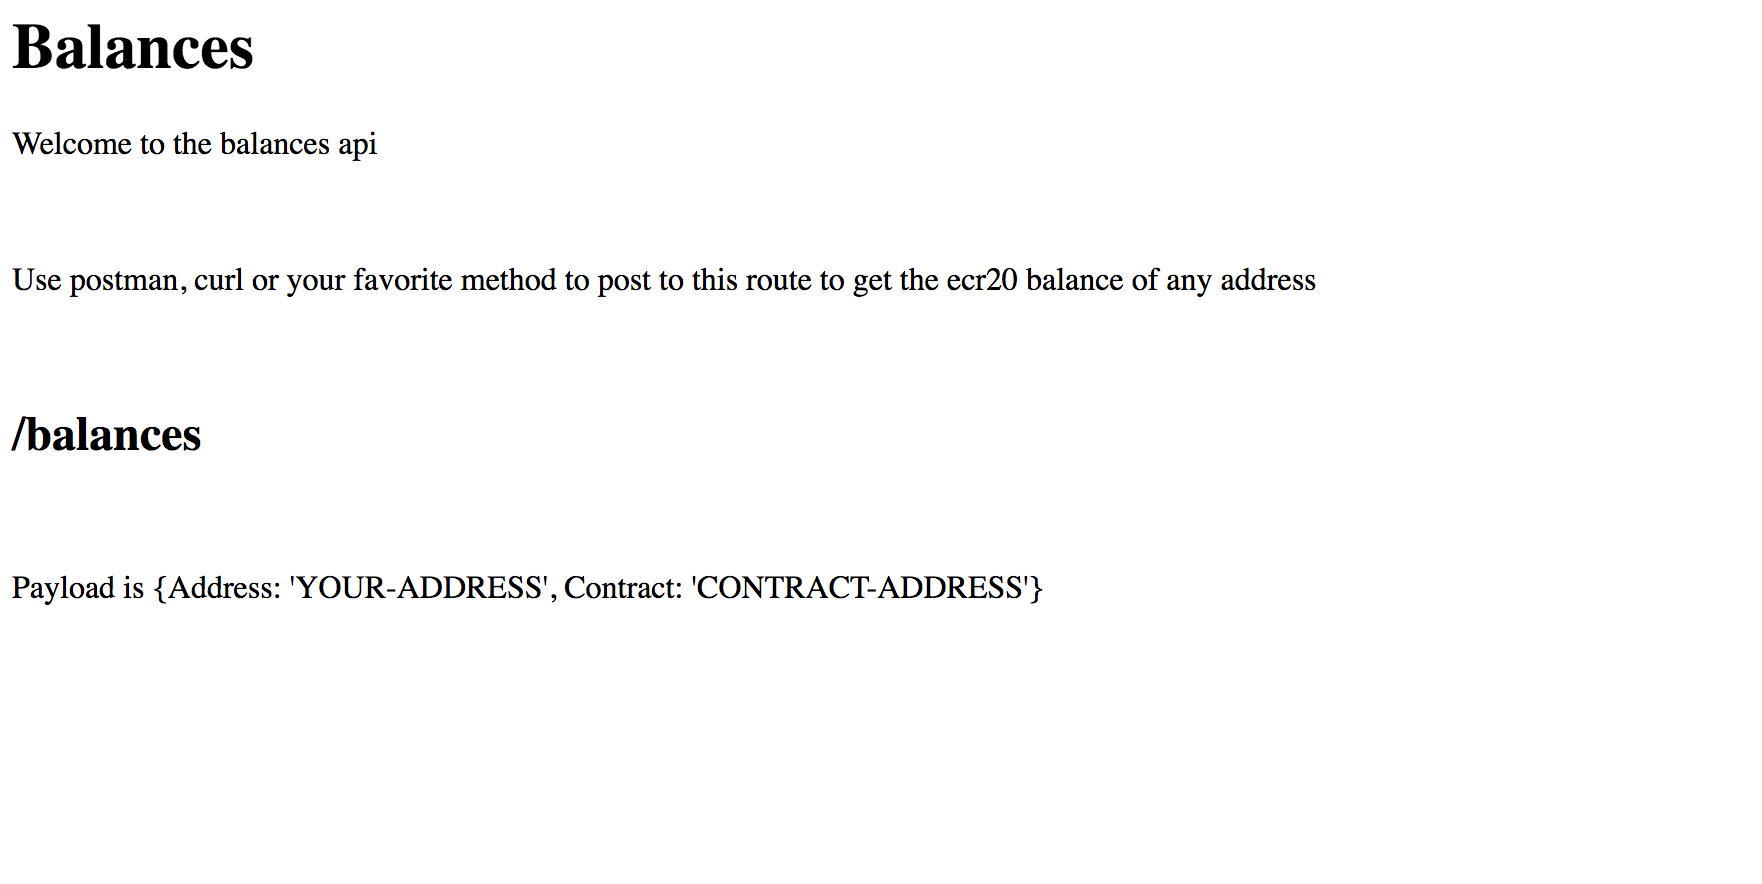 Balances
Welcome to the balances api
Use postman, curl or your favorite method to post to this route to get the ecr20 balance of any address
/balances
Payload is {Address: 'YOUR-ADDRESS', Contract: 'CONTRACT-ADDRESS'}